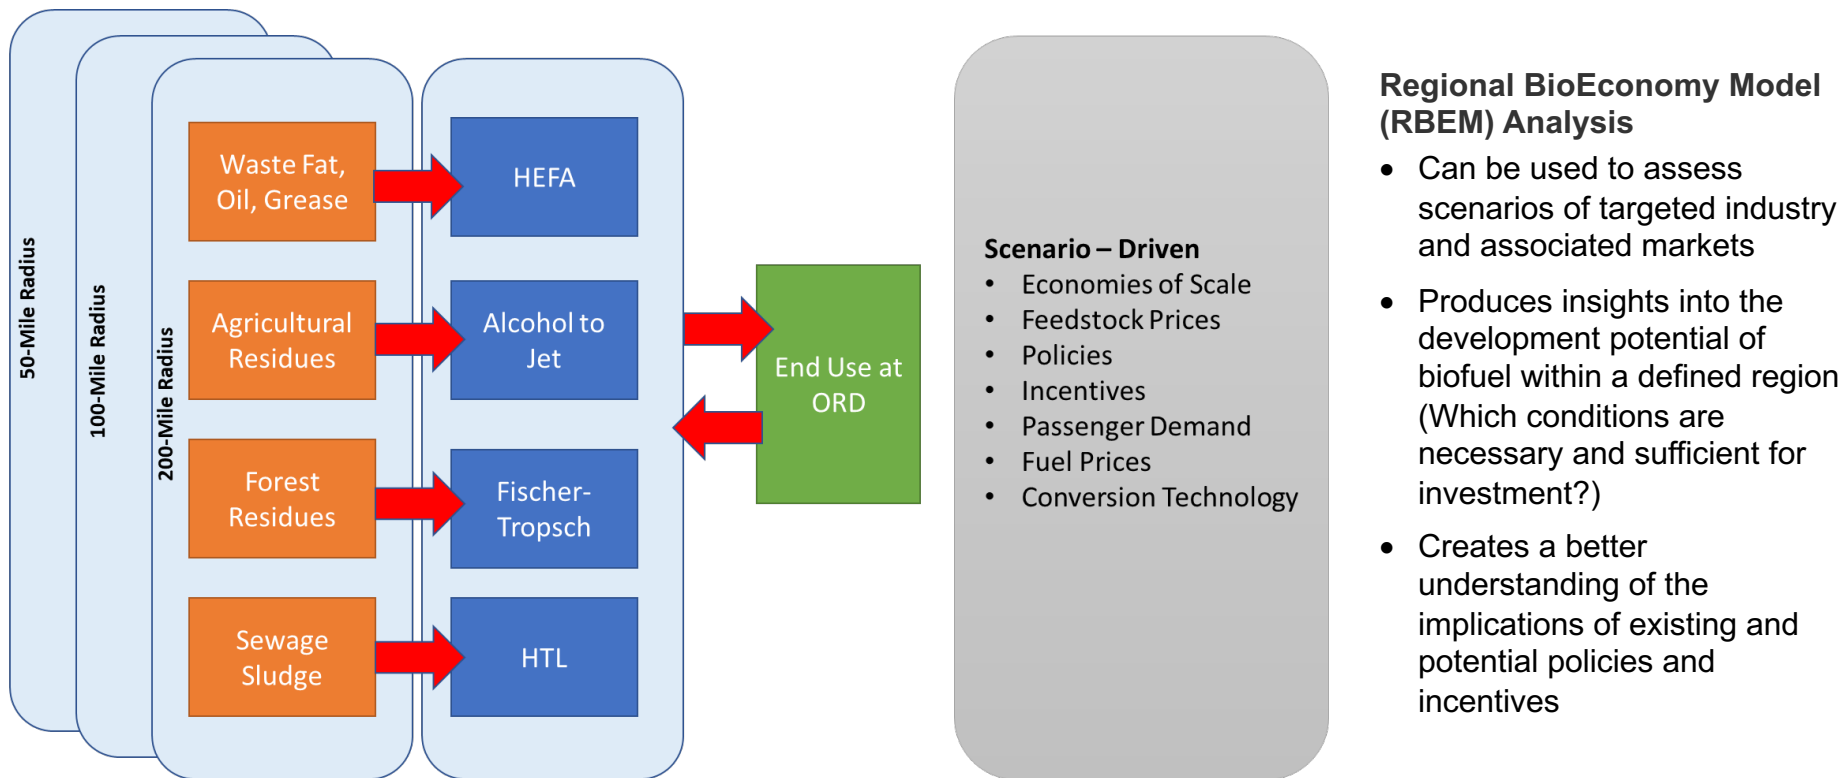 50-Mile Radius
100-Mile Radius
200-Mile Radius
Waste Fat,
Oil, Grease
HEFA
Agricultural
Residues
Alcohol to
Jet
Forest
Residues
Fischer-
Tropsch
Sewage
Sludge
HTL
End Use at
ORD
Scenario – Driven
• Economies of Scale
• Feedstock Prices
• Policies
• Incentives
• Passenger Demand
• Fuel Prices
• Conversion Technology
Regional BioEconomy Model
(RBEM) Analysis
• Can be used to assess
scenarios of targeted industry
and associated markets
• Produces insights into the
development potential of
biofuel within a defined region
(Which conditions are
necessary and sufficient for
investment?)
• Creates a better
understanding of the
implications of existing and
potential policies and
incentives